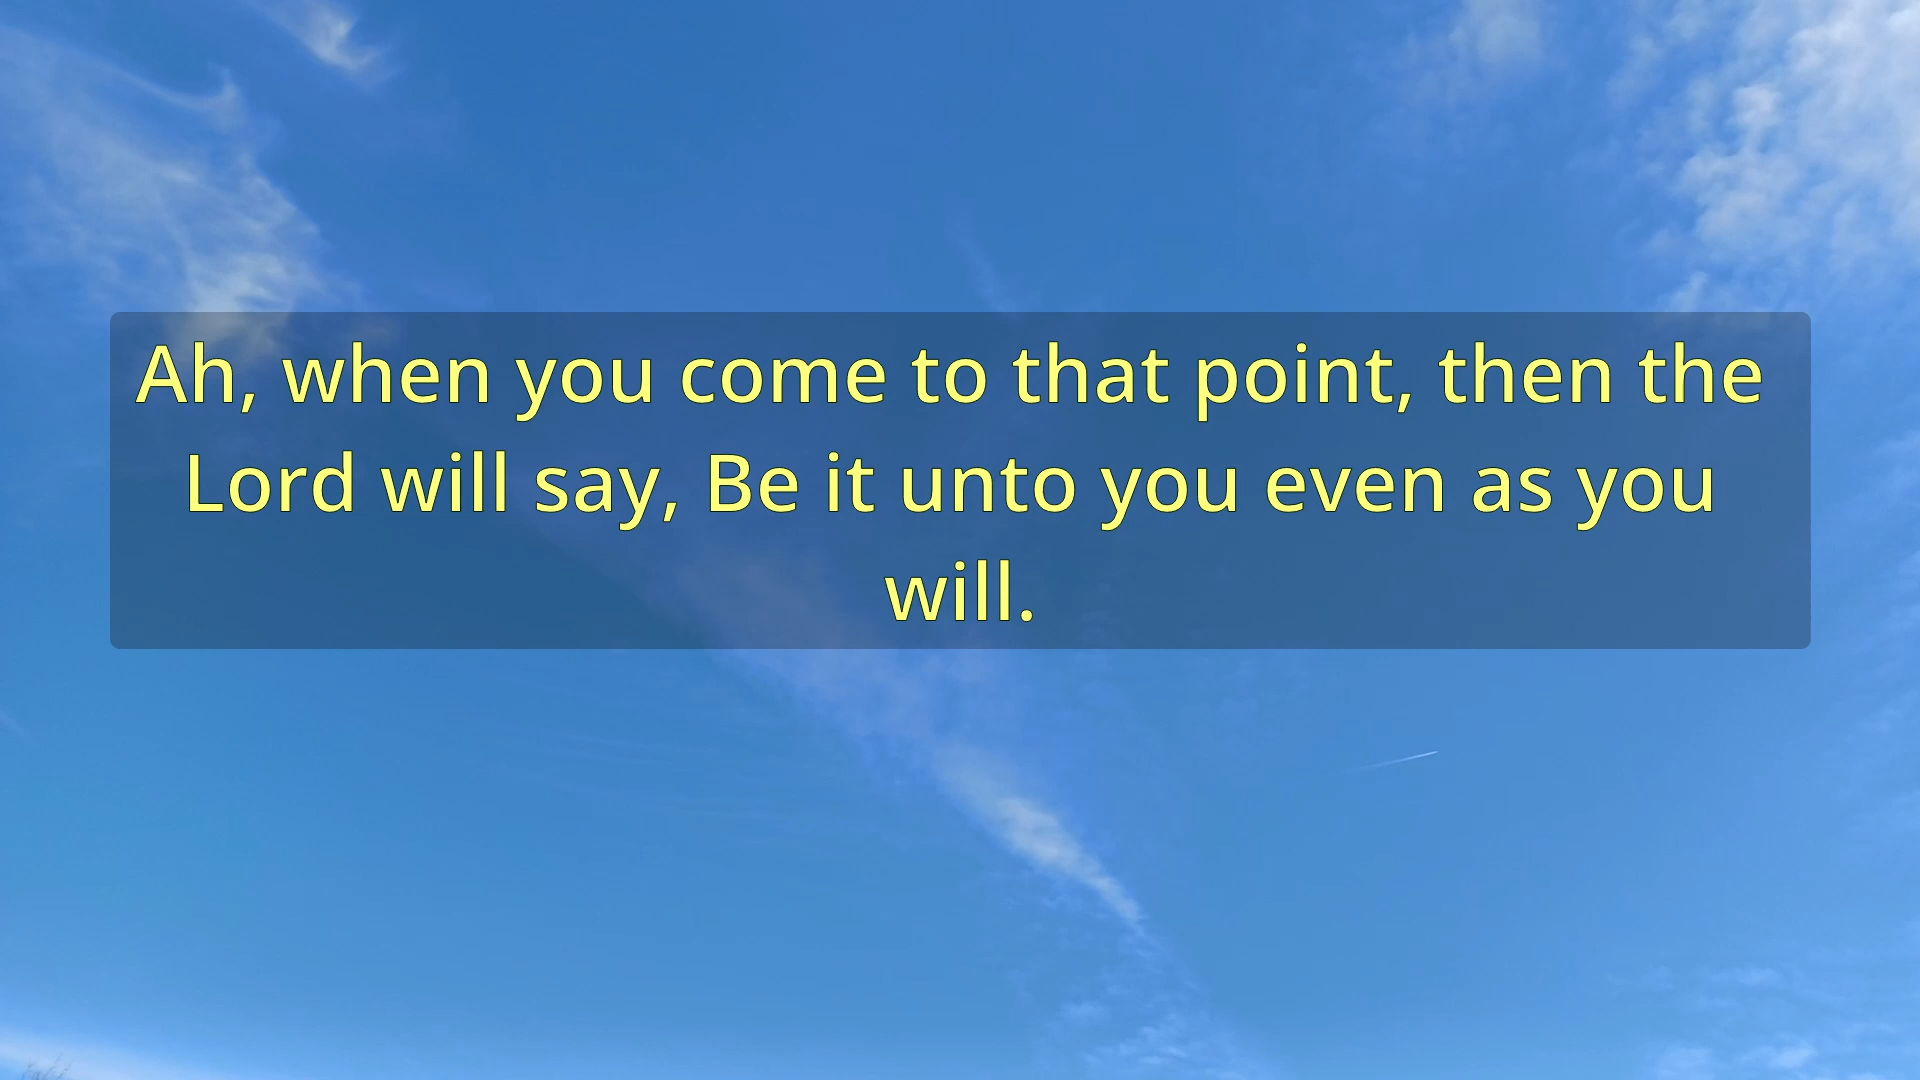 Ah, when you come to that point, then the
Lord will say, Be it unto you even as you
will.